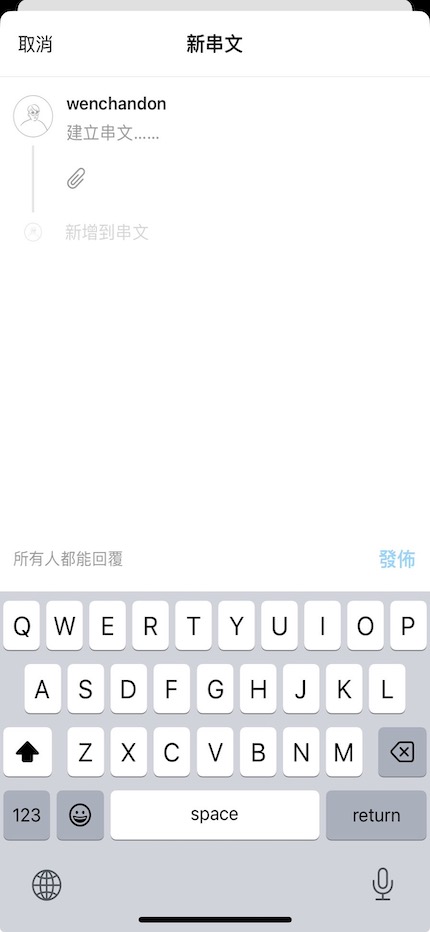 取消
新串文
wenchandon
建立串文......
新增到串文
所有人都能回覆
發佈
Q W E R T Y U I O P
A S D F G H J K L
Z X C V B N M
123 space return